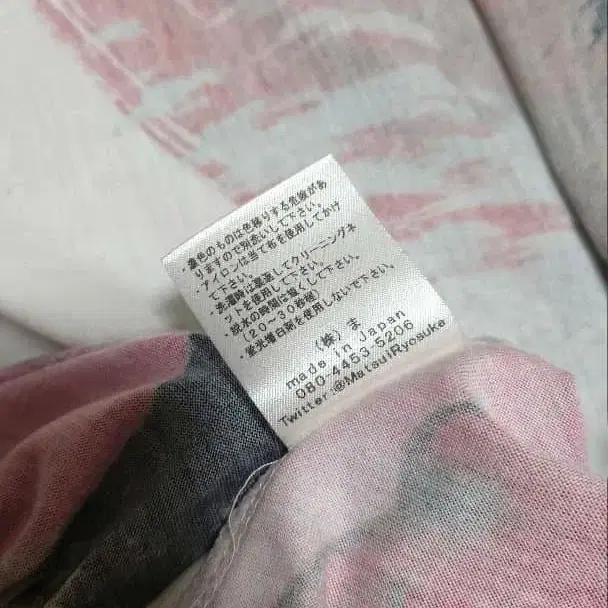 ・濃色のものは色移りする危険があ
りますので別洗いして下さい。
・アイロンは当て布を使用してかけ
て下さい。
・洗濯時は裏返してクリーニングネ
ットを使用して下さい。
・脱水の時間は短くして下さい。
(20～30秒程)
・蛍光増白剤を使用しないで下さい。
(株)ま
made in Japan
080-4453-5206
Twitter:@MatsuiRyosuke